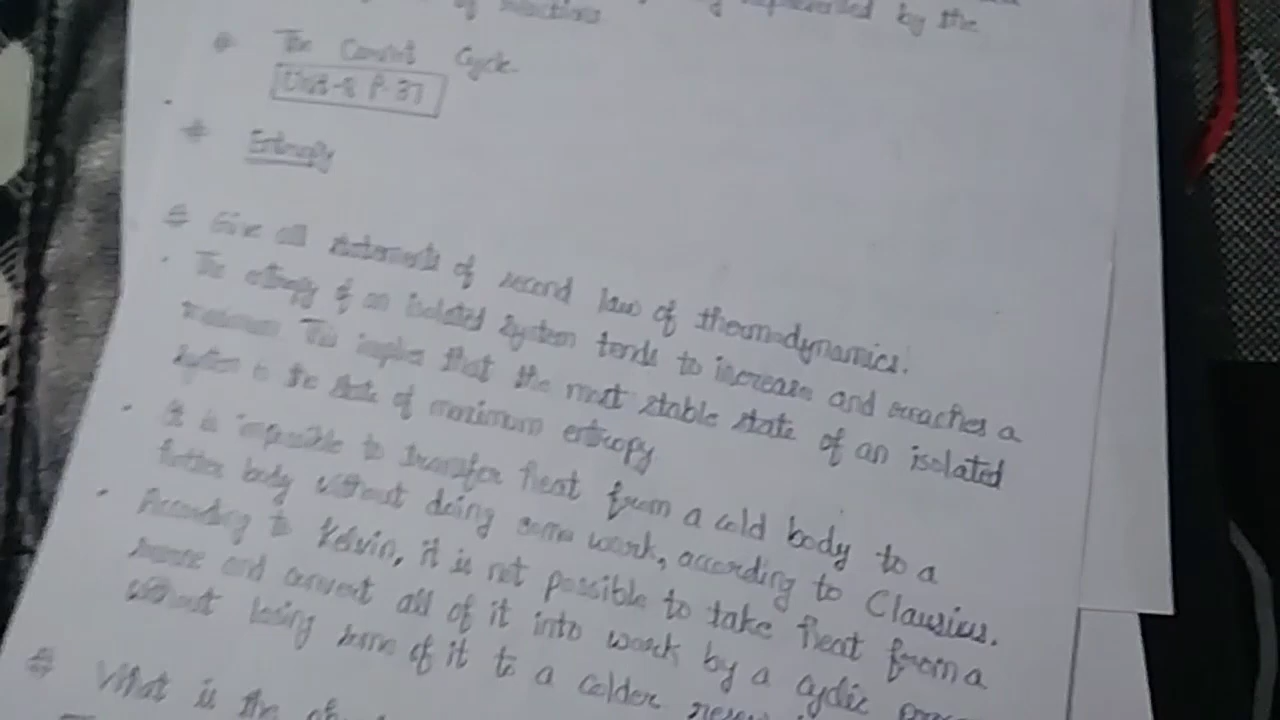 by the
# The Carnot Cycle.
P-37
# Entropy
# Give all statements of second law of thermodynamics.
· The entropy of an isolated system tends to increase and reaches a
maximum. This implies that the most stable state of an isolated
system is the state of maximum entropy
· It is impossible to transfer heat from a cold body to a
hotter body without doing some work, according to Clausius.
· According to Kelvin, it is not possible to take heat from a
source and convert all of it into work by a cyclic
without losing some of it to a colder
# What is the